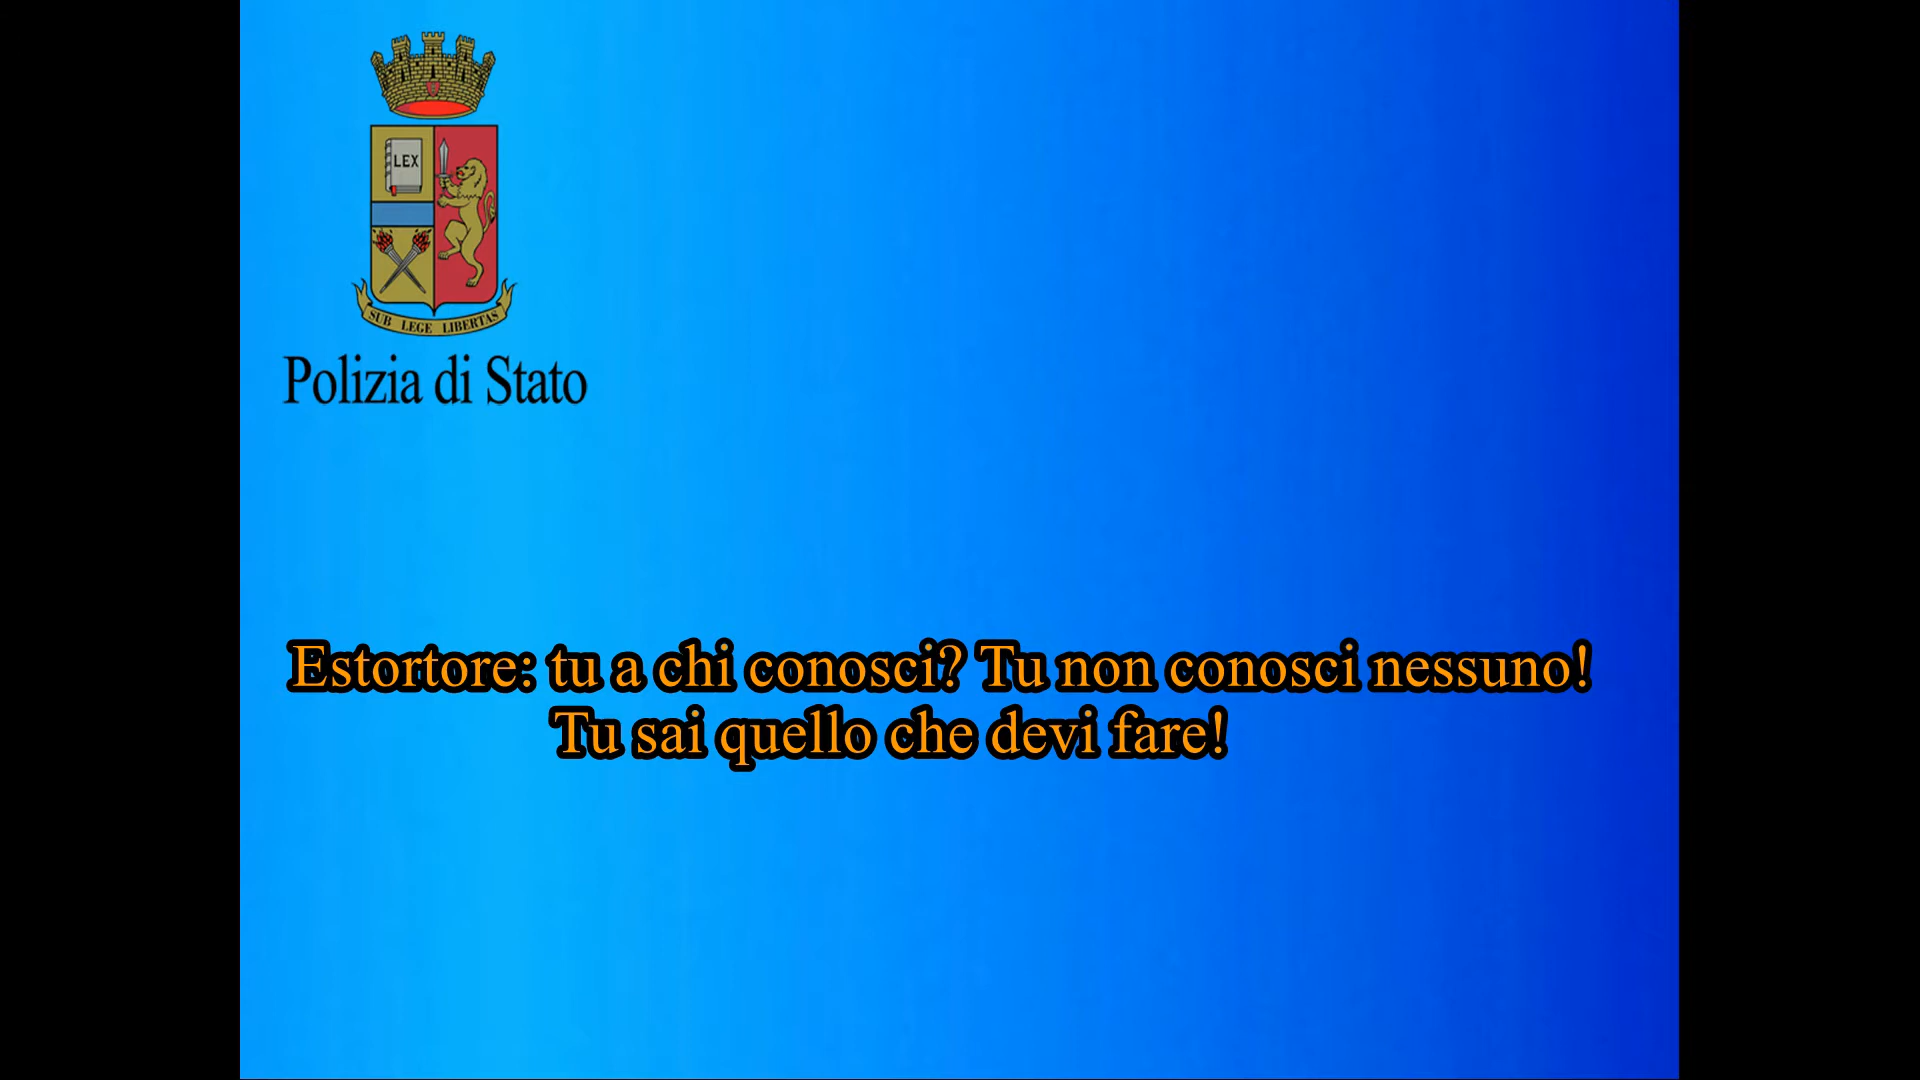 LEX
SUB LEGE LIBERTAS
Polizia di Stato
Estortore: tu a chi conosci? Tu non conosci nessuno!
Tu sai quello che devi fare!